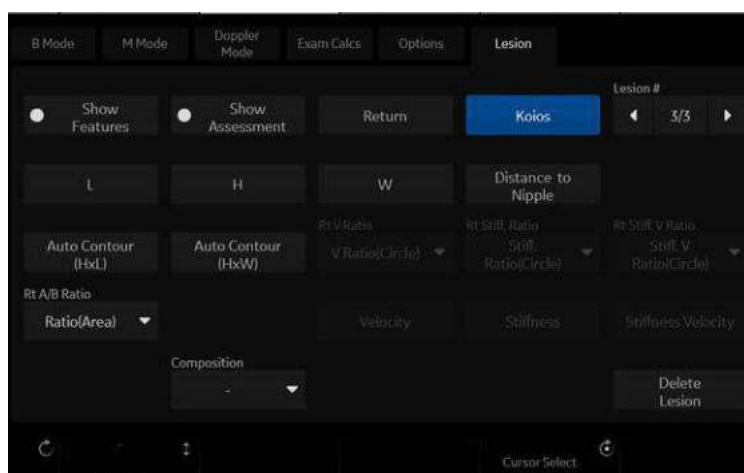 B Mode
M Mode
Doppler
Mode
Exam Calcs
Options
Lesion
Show
Features
Show
Assessment
Return
Koios
Lesion #
3/3
L
H
W
Distance to
Nipple
Auto Contour
(HxL)
Auto Contour
(HxW)
Rt V Ratio
V Ratio(Circle)
Rt Stiff. Ratio
Stiff.
Ratio(Circle)
Rt Stiff. V Ratio
Stiff. V
Ratio(Circle)
Rt A/B Ratio
Ratio(Area)
Velocity
Stiffness
Stiffness Velocity
Composition
-
Delete
Lesion
Cursor Select